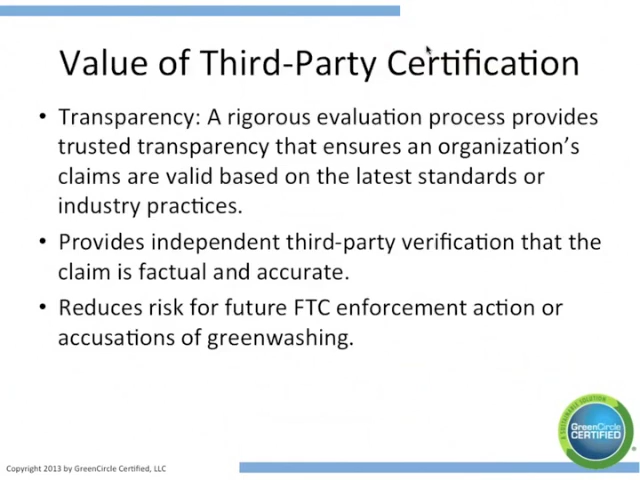 Value of Third-Party Certification
• Transparency: A rigorous evaluation process provides
trusted transparency that ensures an organization's
claims are valid based on the latest standards or
industry practices.
• Provides independent third-party verification that the
claim is factual and accurate.
• Reduces risk for future FTC enforcement action or
accusations of greenwashing.
A SUSTAINABLE SOLUTION
GreenCircle
CERTIFIED
®
Copyright 2013 by GreenCircle Certified, LLC